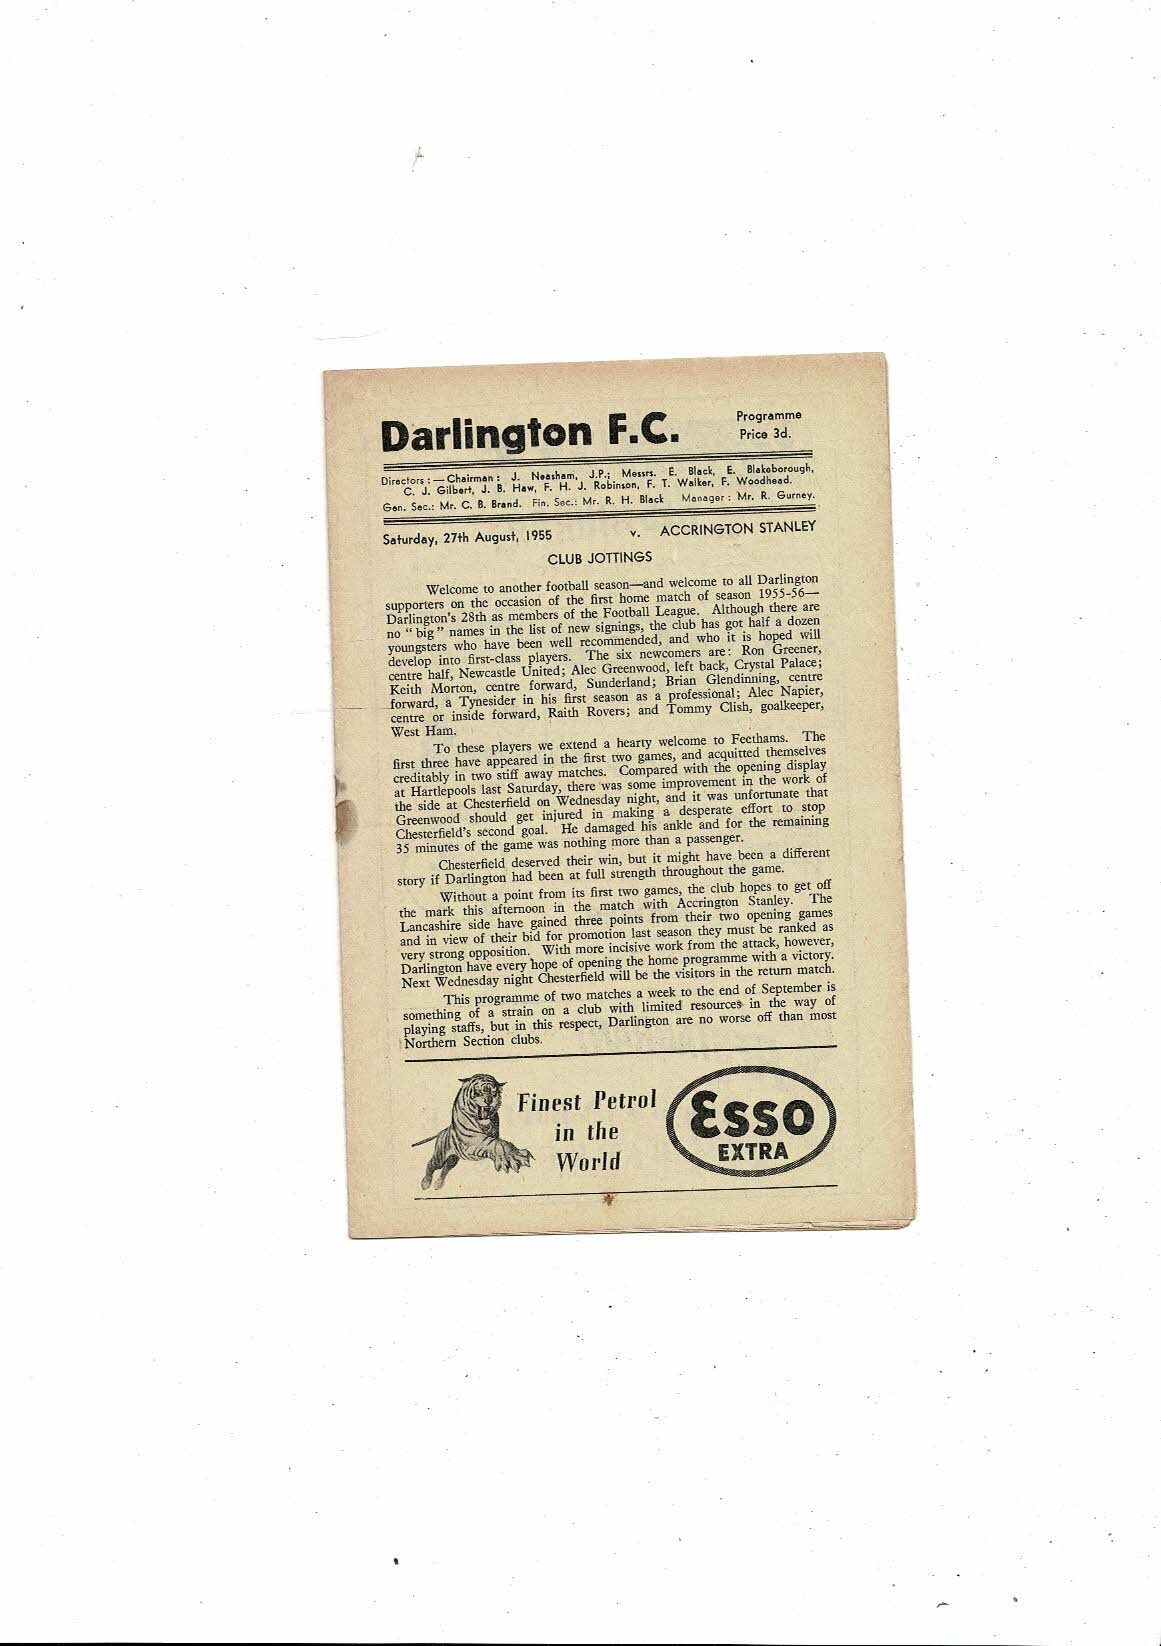 Darlington F.C.
Programme
Price 3d.
Directors :— Chairman : J. Neasham, J.P.; Messrs. E. Black, E. Blakeborough,
C. J. Gilbert, J. B. Haw, F. H. J. Robinson, F. T. Walker, F. Woodhead.
Gen. Sec.: Mr. C. B. Brand. Fin. Sec.: Mr. R. H. Black Manager : Mr. R. Gurney.
Saturday, 27th August, 1955 v. ACCRINGTON STANLEY
CLUB JOTTINGS
Welcome to another football season—and welcome to all Darlington
supporters on the occasion of the first home match of season 1955-56—
Darlington's 28th as members of the Football League. Although there are
no "big" names in the list of new signings, the club has got half a dozen
youngsters who have been well recommended, and who it is hoped will
develop into first-class players. The six newcomers are: Ron Greener,
centre half, Newcastle United; Alec Greenwood, left back, Crystal Palace;
Keith Morton, centre forward, Sunderland; Brian Glendinning, centre
forward, a Tynesider in his first season as a professional; Alec Napier,
centre or inside forward, Raith Rovers; and Tommy Clish, goalkeeper,
West Ham.
To these players we extend a hearty welcome to Feethams. The
first three have appeared in the first two games, and acquitted themselves
creditably in two stiff away matches. Compared with the opening display
at Hartlepools last Saturday, there was some improvement in the work of
the side at Chesterfield on Wednesday night, and it was unfortunate that
Greenwood should get injured in making a desperate effort to stop
Chesterfield's second goal. He damaged his ankle and for the remaining
35 minutes of the game was nothing more than a passenger.
Chesterfield deserved their win, but it might have been a different
story if Darlington had been at full strength throughout the game.
Without a point from its first two games, the club hopes to get off
the mark this afternoon in the match with Accrington Stanley. The
Lancashire side have gained three points from their two opening games
and in view of their bid for promotion last season they must be ranked as
very strong opposition. With more incisive work from the attack, however,
Darlington have every hope of opening the home programme with a victory.
Next Wednesday night Chesterfield will be the visitors in the return match.
This programme of two matches a week to the end of September is
something of a strain on a club with limited resources in the way of
playing staffs, but in this respect, Darlington are no worse off than most
Northern Section clubs.
Finest Petrol
in the
World
Esso
EXTRA